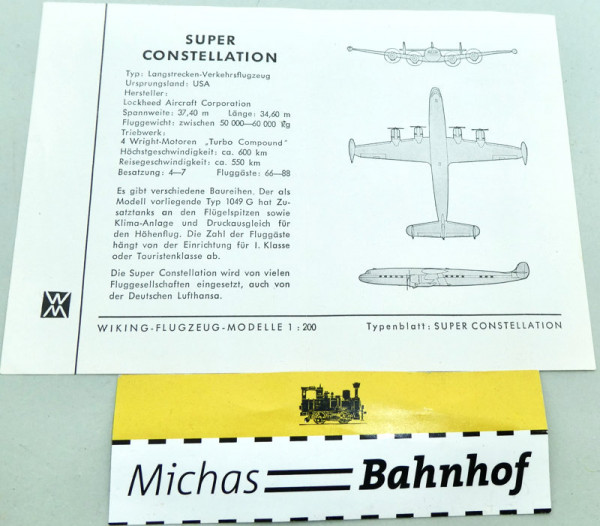 SUPER
CONSTELLATION
Typ: Langstrecken-Verkehrsflugzeug
Ursprungsland: USA
Hersteller:
Lockheed Aircraft Corporation
Spannweite: 37,40 m Länge: 34,60 m
Fluggewicht: zwischen 50 000—60 000 kg
Triebwerk:
4 Wright-Motoren „Turbo Compound"
Höchstgeschwindigkeit: ca. 600 km
Reisegeschwindigkeit: ca. 550 km
Besatzung: 4—7 Fluggäste: 66—88
Es gibt verschiedene Baureihen. Der als
Modell vorliegende Typ 1049 G hat Zu-
satztanks an den Flügelspitzen sowie
Klima-Anlage und Druckausgleich für
den Höhenflug. Die Zahl der Fluggäste
hängt von der Einrichtung für I. Klasse
oder Touristenklasse ab.
Die Super Constellation wird von vielen
Fluggesellschaften eingesetzt, auch von
der Deutschen Lufthansa.
WM
WIKING-FLUGZEUG-MODELLE 1:200 Typenblatt: SUPER CONSTELLATION
Michas Bahnhof